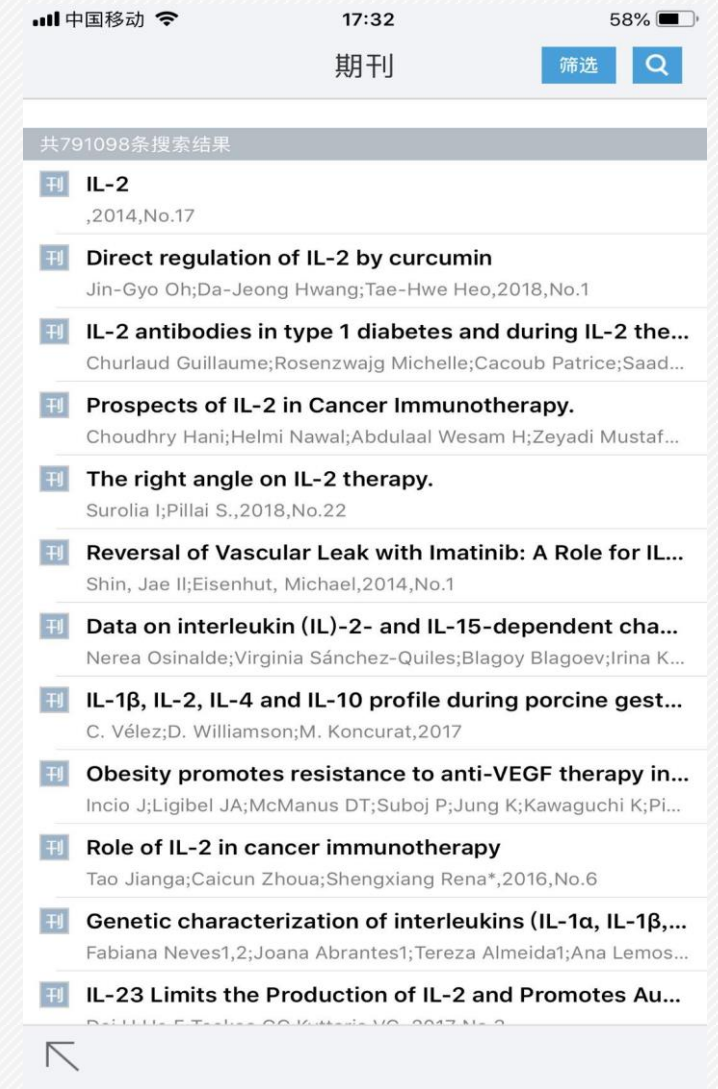 中国移动 17:32 58%
期刊 筛选
共791098条搜索结果
刊 IL-2
,2014,No.17
刊 Direct regulation of IL-2 by curcumin
Jin-Gyo Oh;Da-Jeong Hwang;Tae-Hwe Heo,2018,No.1
刊 IL-2 antibodies in type 1 diabetes and during IL-2 the...
Churlaud Guillaume;Rosenzwajg Michelle;Cacoub Patrice;Saad...
刊 Prospects of IL-2 in Cancer Immunotherapy.
Choudhry Hani;Helmi Nawal;Abdulaal Wesam H;Zeyadi Mustaf...
刊 The right angle on IL-2 therapy.
Surolia I;Pillai S.,2018,No.22
刊 Reversal of Vascular Leak with Imatinib: A Role for IL...
Shin, Jae Il;Eisenhut, Michael,2014,No.1
刊 Data on interleukin (IL)-2- and IL-15-dependent cha...
Nerea Osinalde;Virginia Sánchez-Quiles;Blagoy Blagoev;Irina K...
刊 IL-1β, IL-2, IL-4 and IL-10 profile during porcine gest...
C. Vélez;D. Williamson;M. Koncurat,2017
刊 Obesity promotes resistance to anti-VEGF therapy in...
Incio J;Ligibel JA;McManus DT;Suboj P;Jung K;Kawaguchi K;Pi...
刊 Role of IL-2 in cancer immunotherapy
Tao Jianga;Caicun Zhoua;Shengxiang Rena*,2016,No.6
刊 Genetic characterization of interleukins (IL-1α, IL-1β,...
Fabiana Neves1,2;Joana Abrantes1;Tereza Almeida1;Ana Lemos...
刊 IL-23 Limits the Production of IL-2 and Promotes Au...